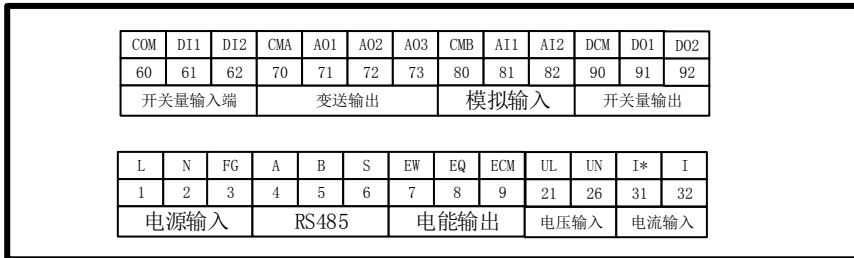 COM DI1 DI2 CMA AO1 AO2 AO3 CMB AI1 AI2 DCM DO1 DO2
60 61 62 70 71 72 73 80 81 82 90 91 92
开关量输入端 变送输出 模拟输入 开关量输出
L N FG A B S EW EQ ECM UL UN I* I
1 2 3 4 5 6 7 8 9 21 26 31 32
电源输入 RS485 电能输出 电压输入 电流输入